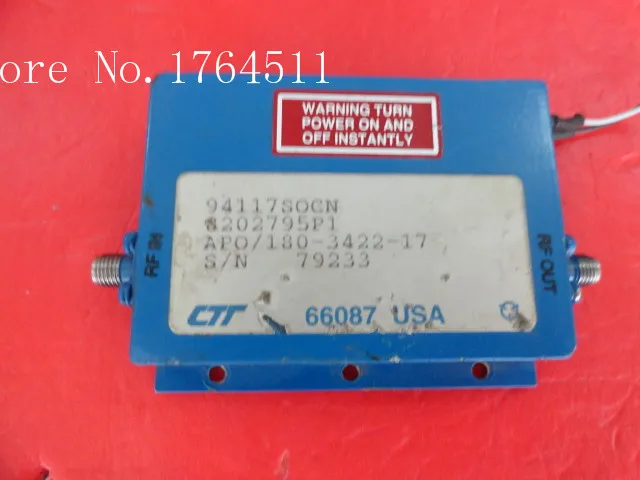 ore No.1764511
WARNING TURN
POWER ON AND
OFF INSTANTLY
94117SOCN
8202795P1
APO/180-3422-17
S/N 79233
RF IN
RF OUT
CTT 66087 USA